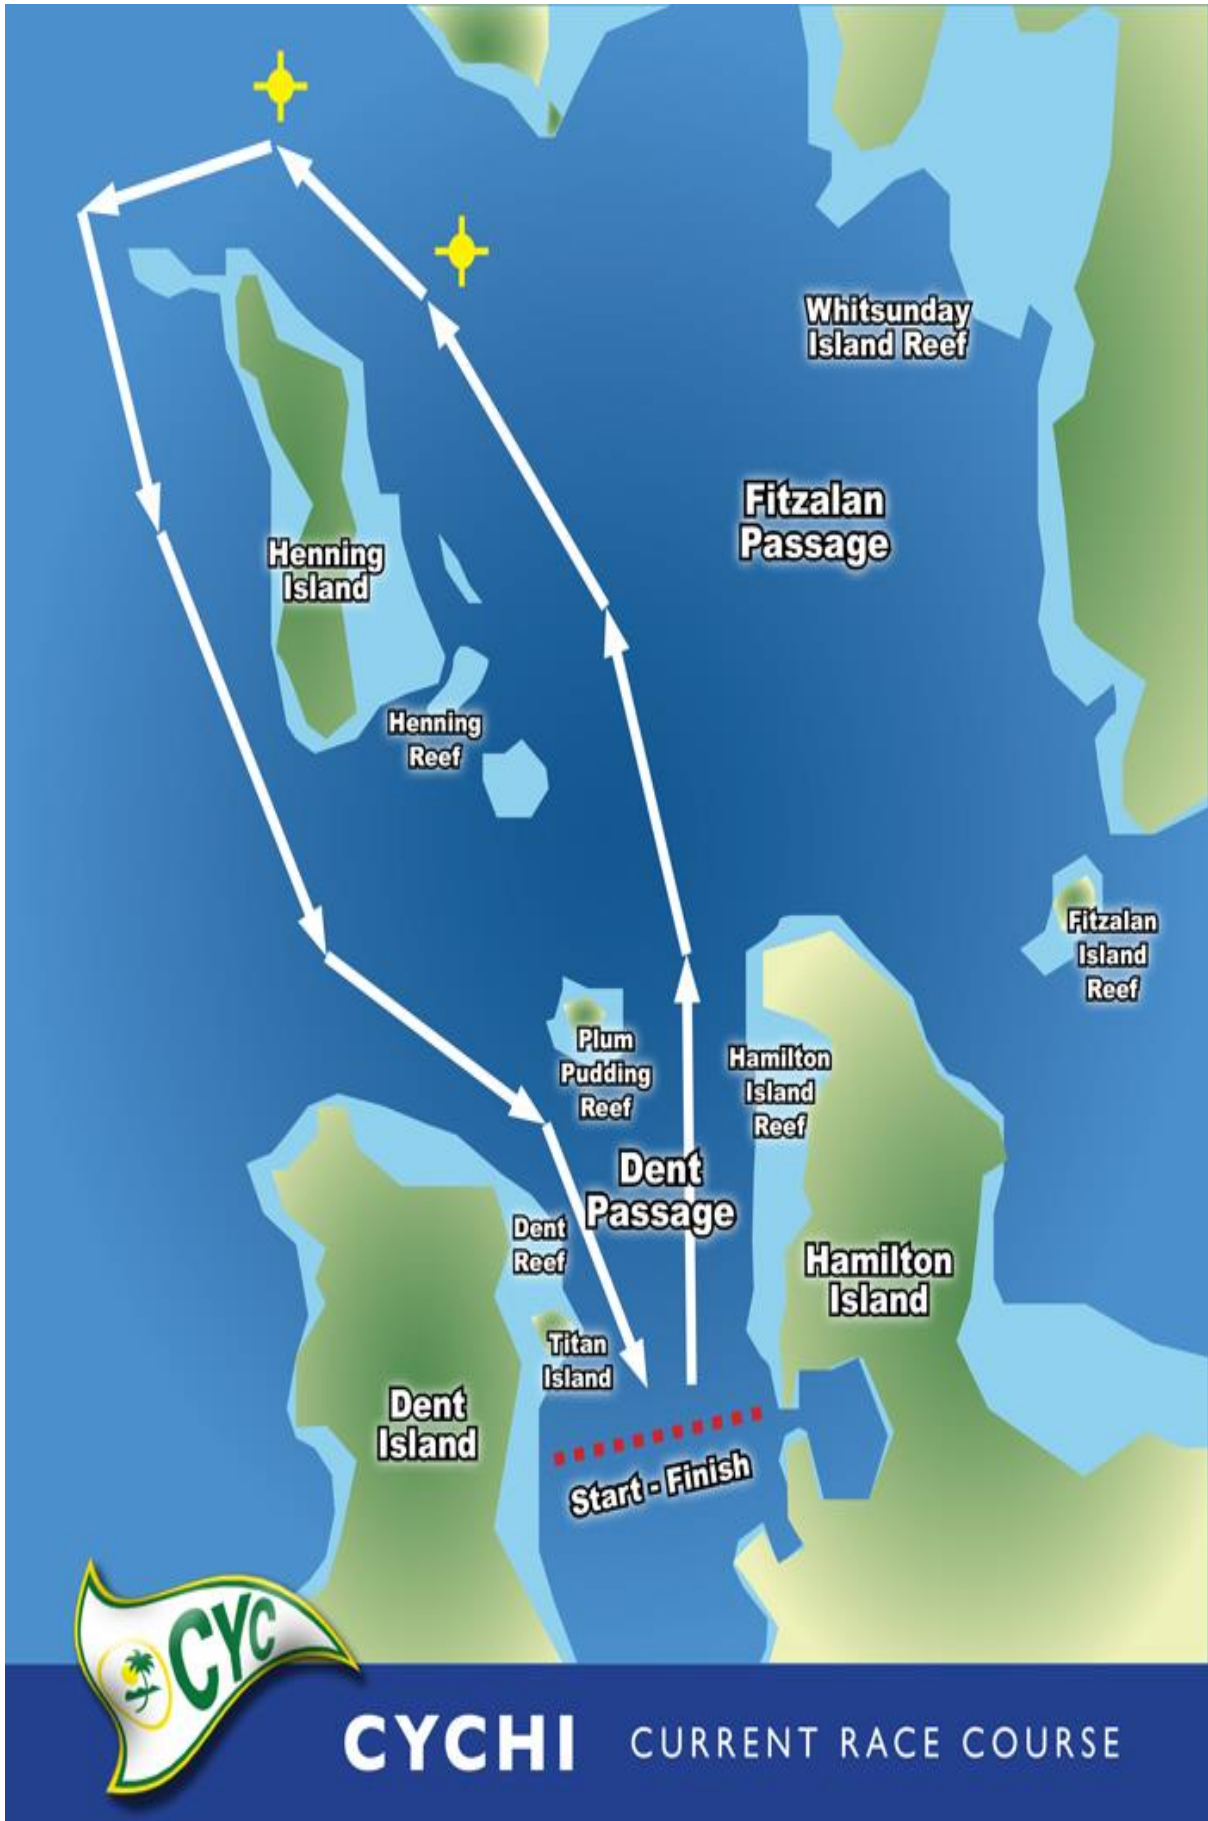 Whitsunday
Island Reef
Fitzalan
Passage
Henning
Island
Henning
Reef
Fitzalan
Island
Reef
Plum
Pudding
Reef
Hamilton
Island
Reef
Dent
Passage
Dent
Reef
Hamilton
Island
Titan
Island
Dent
Island
Start - Finish
CYC
CYCHI CURRENT RACE COURSE